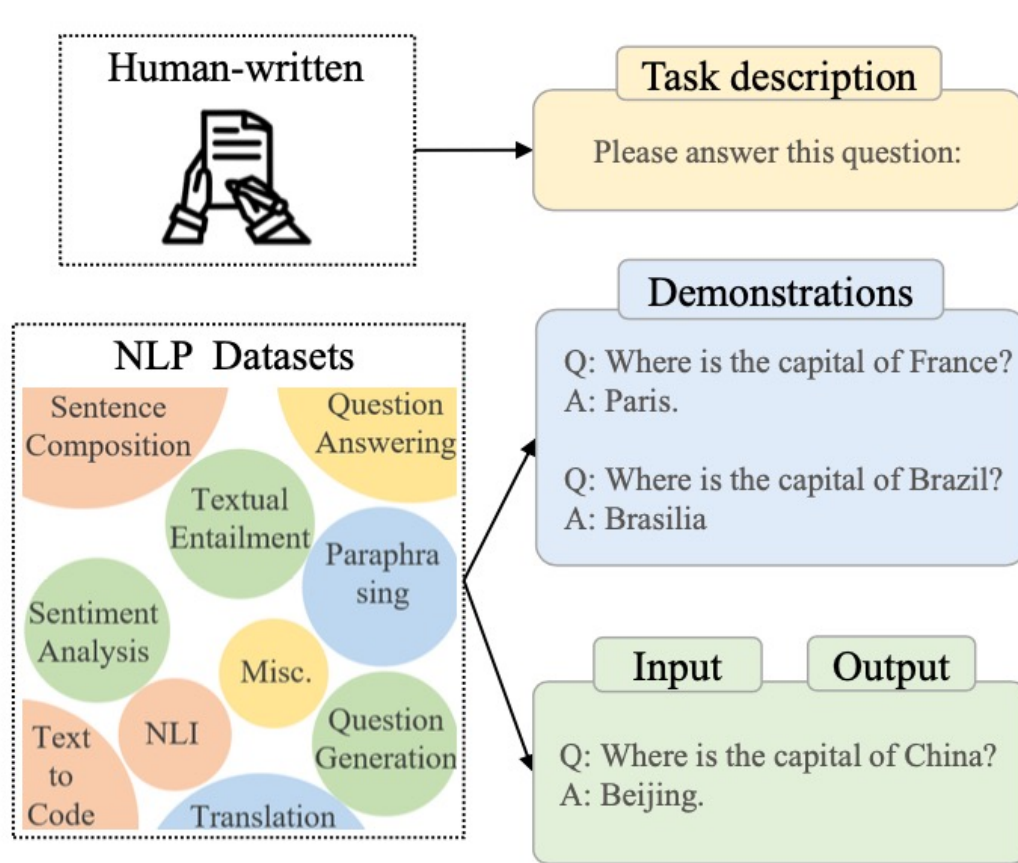 Human-written
Task description
Please answer this question:
Demonstrations
Q: Where is the capital of France?
A: Paris.
Q: Where is the capital of Brazil?
A: Brasilia
NLP Datasets
Sentence
Composition
Question
Answering
Textual
Entailment
Paraphra
sing
Sentiment
Analysis
Misc.
NLI
Question
Generation
Text
to
Code
Translation
Input
Output
Q: Where is the capital of China?
A: Beijing.